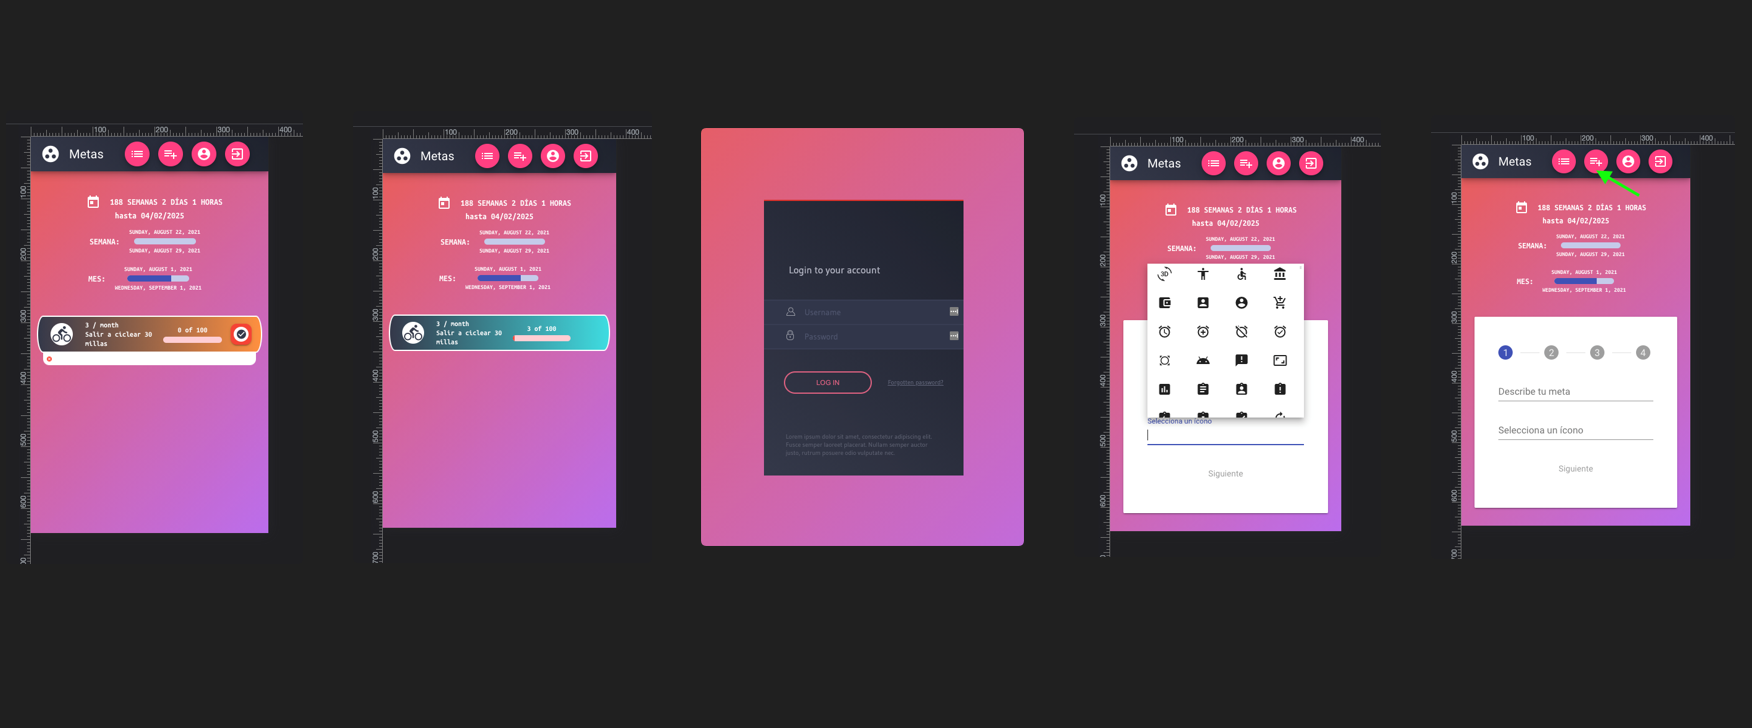 100 200 300 400
Metas
188 SEMANAS 2 DÍAS 1 HORAS
hasta 04/02/2025
SUNDAY, AUGUST 22, 2021
SEMANA:
SUNDAY, AUGUST 29, 2021
SUNDAY, AUGUST 1, 2021
MES:
WEDNESDAY, SEPTEMBER 1, 2021
3 / month
Salir a ciclear 30
millas
0 of 100
100
200
300
400
500
600
100 200 300 400
Metas
188 SEMANAS 2 DÍAS 1 HORAS
hasta 04/02/2025
SUNDAY, AUGUST 22, 2021
SEMANA:
SUNDAY, AUGUST 29, 2021
SUNDAY, AUGUST 1, 2021
MES:
WEDNESDAY, SEPTEMBER 1, 2021
3 / month
Salir a ciclear 30
millas
3 of 100
100
200
300
400
500
600
700
Login to your account
Username
Password
LOG IN
Forgotten password?
Lorem ipsum dolor sit amet, consectetur adipiscing elit.
Fusce semper laoreet placerat. Nullam semper auctor
justo, rutrum posuere odio vulputate nec.
100 200 300 400
Metas
188 SEMANAS 2 DÍAS 1 HORAS
hasta 04/02/2025
SUNDAY, AUGUST 22, 2021
SEMANA:
SUNDAY, AUGUST 29, 2021
3D
Selecciona un ícono
Siguiente
100
200
300
400
500
600
100 200 300 400
Metas
188 SEMANAS 2 DÍAS 1 HORAS
hasta 04/02/2025
SUNDAY, AUGUST 22, 2021
SEMANA:
SUNDAY, AUGUST 29, 2021
SUNDAY, AUGUST 1, 2021
MES:
WEDNESDAY, SEPTEMBER 1, 2021
1 2 3 4
Describe tu meta
Selecciona un ícono
Siguiente
100
200
300
400
500
600